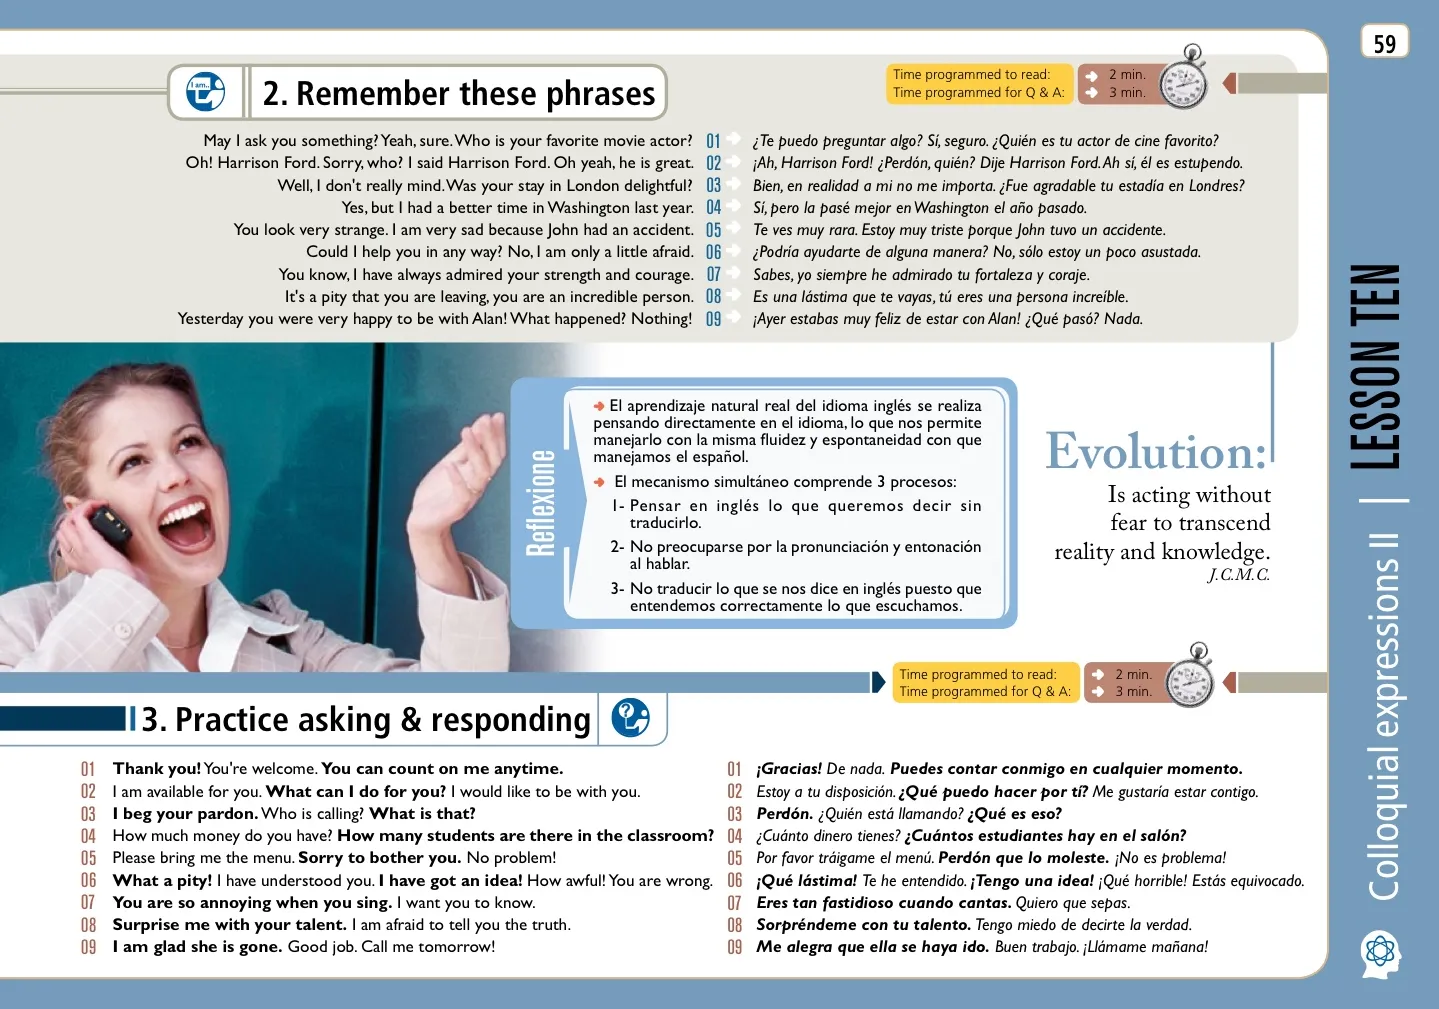 59
I am..
2. Remember these phrases
Time programmed to read: 2 min.
Time programmed for Q & A: 3 min.
May I ask you something? Yeah, sure. Who is your favorite movie actor? 01 ¿Te puedo preguntar algo? Sí, seguro. ¿Quién es tu actor de cine favorito?
Oh! Harrison Ford. Sorry, who? I said Harrison Ford. Oh yeah, he is great. 02 ¡Ah, Harrison Ford! ¿Perdón, quién? Dije Harrison Ford. Ah sí, él es estupendo.
Well, I don't really mind. Was your stay in London delightful? 03 Bien, en realidad a mi no me importa. ¿Fue agradable tu estadía en Londres?
Yes, but I had a better time in Washington last year. 04 Sí, pero la pasé mejor en Washington el año pasado.
You look very strange. I am very sad because John had an accident. 05 Te ves muy rara. Estoy muy triste porque John tuvo un accidente.
Could I help you in any way? No, I am only a little afraid. 06 ¿Podría ayudarte de alguna manera? No, sólo estoy un poco asustada.
You know, I have always admired your strength and courage. 07 Sabes, yo siempre he admirado tu fortaleza y coraje.
It's a pity that you are leaving, you are an incredible person. 08 Es una lástima que te vayas, tú eres una persona increíble.
Yesterday you were very happy to be with Alan! What happened? Nothing! 09 ¡Ayer estabas muy feliz de estar con Alan! ¿Qué pasó? Nada.
Reflexione
El aprendizaje natural real del idioma inglés se realiza
pensando directamente en el idioma, lo que nos permite
manejarlo con la misma fluidez y espontaneidad con que
manejamos el español.
El mecanismo simultáneo comprende 3 procesos:
1- Pensar en inglés lo que queremos decir sin
traducirlo.
2- No preocuparse por la pronunciación y entonación
al hablar.
3- No traducir lo que se nos dice en inglés puesto que
entendemos correctamente lo que escuchamos.
Evolution:
Is acting without
fear to transcend
reality and knowledge.
J.C.M.C.
Time programmed to read: 2 min.
Time programmed for Q & A: 3 min.
3. Practice asking & responding
?
01 Thank you! You're welcome. You can count on me anytime.
02 I am available for you. What can I do for you? I would like to be with you.
03 I beg your pardon. Who is calling? What is that?
04 How much money do you have? How many students are there in the classroom?
05 Please bring me the menu. Sorry to bother you. No problem!
06 What a pity! I have understood you. I have got an idea! How awful! You are wrong.
07 You are so annoying when you sing. I want you to know.
08 Surprise me with your talent. I am afraid to tell you the truth.
09 I am glad she is gone. Good job. Call me tomorrow!
01 ¡Gracias! De nada. Puedes contar conmigo en cualquier momento.
02 Estoy a tu disposición. ¿Qué puedo hacer por tí? Me gustaría estar contigo.
03 Perdón. ¿Quién está llamando? ¿Qué es eso?
04 ¿Cuánto dinero tienes? ¿Cuántos estudiantes hay en el salón?
05 Por favor tráigame el menú. Perdón que lo moleste. ¡No es problema!
06 ¡Qué lástima! Te he entendido. ¡Tengo una idea! ¡Qué horrible! Estás equivocado.
07 Eres tan fastidioso cuando cantas. Quiero que sepas.
08 Sorpréndeme con tu talento. Tengo miedo de decirte la verdad.
09 Me alegra que ella se haya ido. Buen trabajo. ¡Llámame mañana!
Colloquial expressions II | LESSON TEN